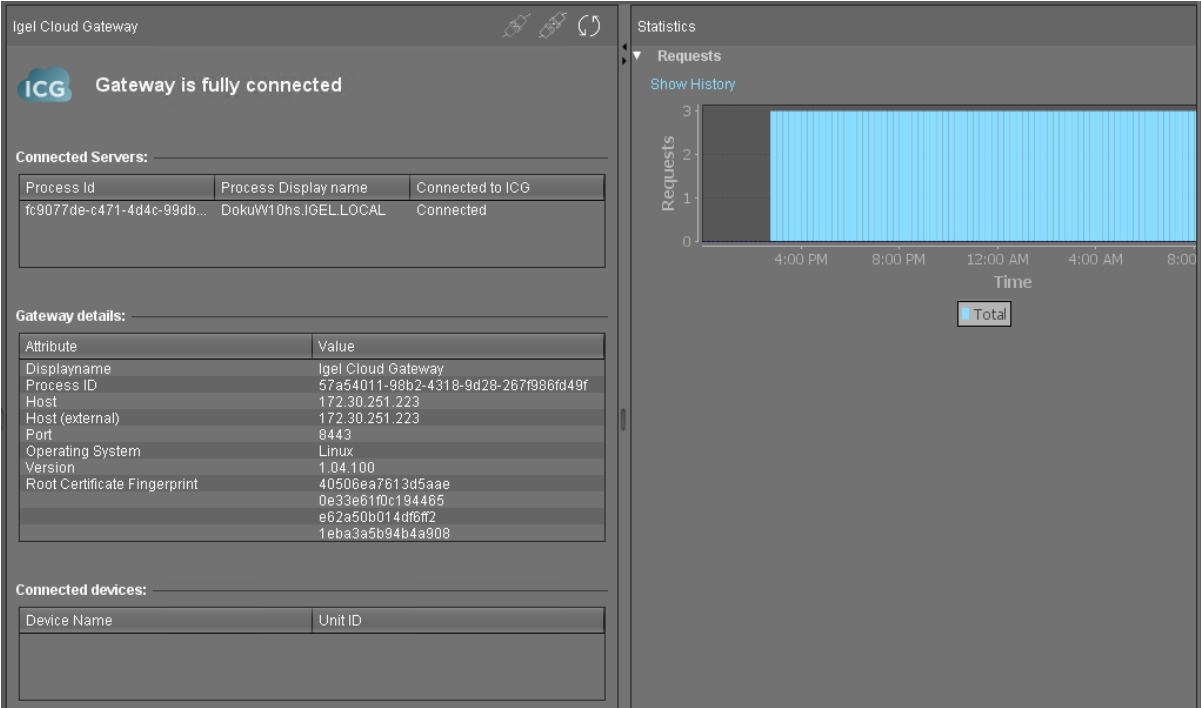 Igel Cloud Gateway
ICG Gateway is fully connected
Connected Servers:
Process Id Process Display name Connected to ICG
fc9077de-c471-4d4c-99db... DokuW10hs.IGEL.LOCAL Connected
Gateway details:
Attribute Value
Displayname Igel Cloud Gateway
Process ID 57a54011-98b2-4318-9d28-267f986fd49f
Host 172.30.251.223
Host (external) 172.30.251.223
Port 8443
Operating System Linux
Version 1.04.100
Root Certificate Fingerprint 40506ea7613d5aae
0e33e61f0c194465
e62a50b014df6ff2
1eba3a5b94b4a908
Connected devices:
Device Name Unit ID
Statistics
Requests
Show History
3
2
1
0
Requests
4:00 PM 8:00 PM 12:00 AM 4:00 AM 8:00
Time
Total